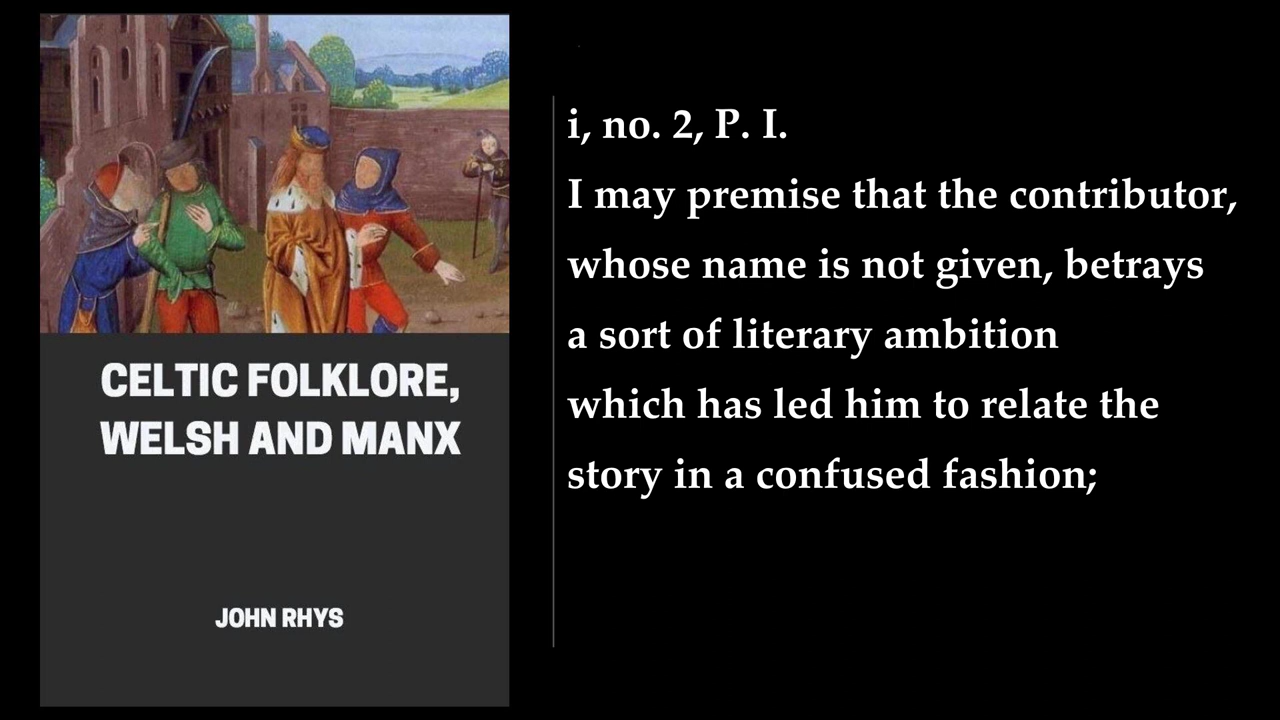 CELTIC FOLKLORE,
WELSH AND MANX
JOHN RHYS
i, no. 2, P. I.
I may premise that the contributor,
whose name is not given, betrays
a sort of literary ambition
which has led him to relate the
story in a confused fashion;